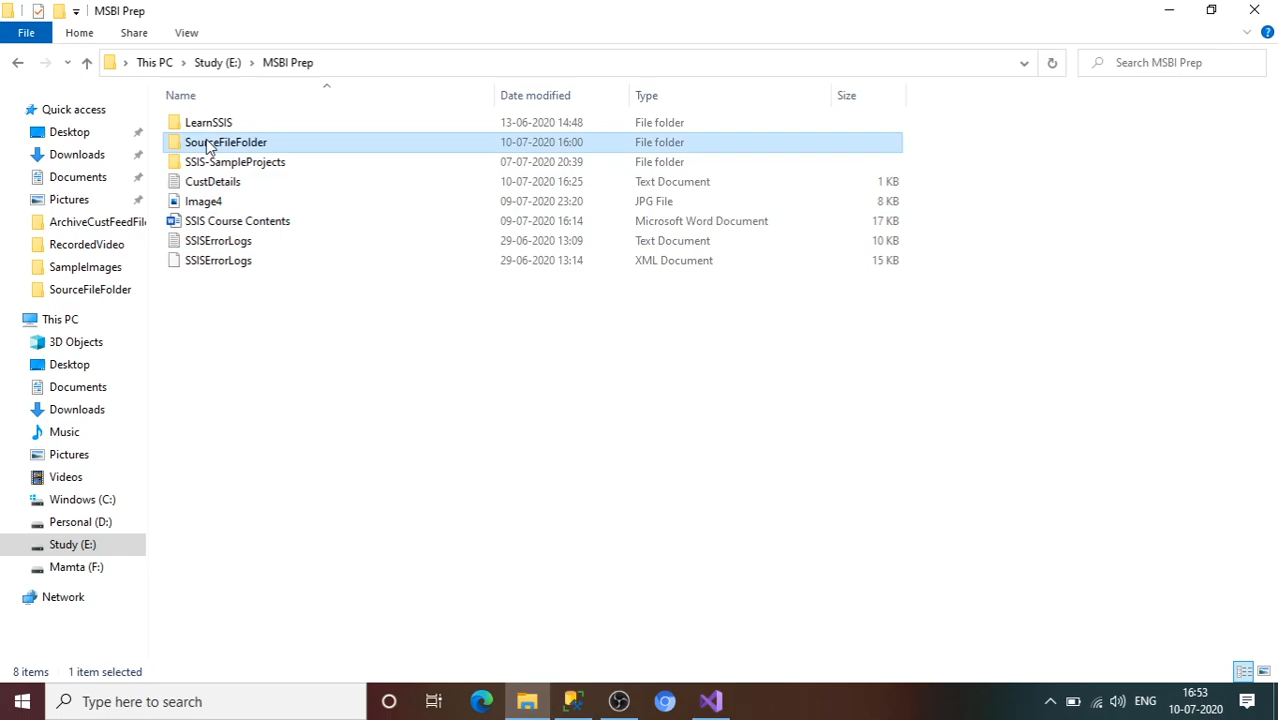 MSBI Prep
File Home Share View
This PC Study (E:) MSBI Prep
Search MSBI Prep
Name Date modified Type Size
LearnSSIS 13-06-2020 14:48 File folder
SourceFileFolder 10-07-2020 16:00 File folder
SSIS-SampleProjects 07-07-2020 20:39 File folder
CustDetails 10-07-2020 16:25 Text Document 1 KB
Image4 09-07-2020 23:20 JPG File 8 KB
SSIS Course Contents 09-07-2020 16:14 Microsoft Word Document 17 KB
SSISErrorLogs 29-06-2020 13:09 Text Document 10 KB
SSISErrorLogs 29-06-2020 13:14 XML Document 15 KB
Quick access
Desktop
Downloads
Documents
Pictures
ArchiveCustFeedFile
RecordedVideo
SampleImages
SourceFileFolder
This PC
3D Objects
Desktop
Documents
Downloads
Music
Pictures
Videos
Windows (C:)
Personal (D:)
Study (E:)
Mamta (F:)
Network
8 items 1 item selected
Type here to search
ENG
16:53
10-07-2020